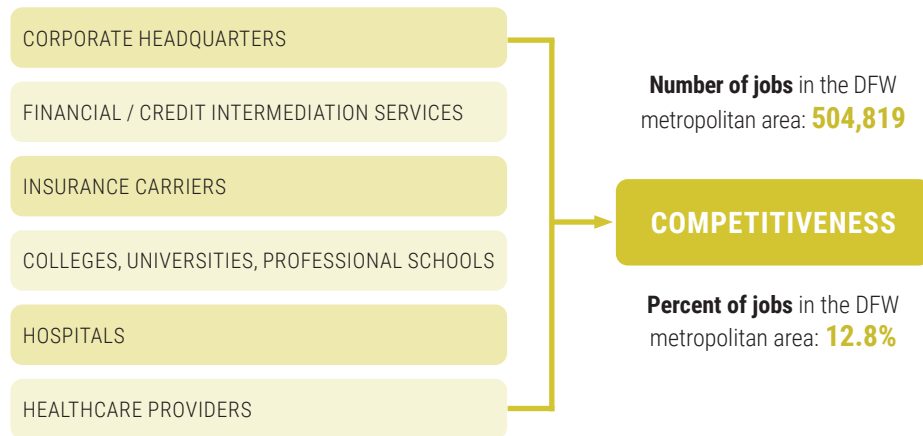 CORPORATE HEADQUARTERS
FINANCIAL / CREDIT INTERMEDIATION SERVICES
INSURANCE CARRIERS
COLLEGES, UNIVERSITIES, PROFESSIONAL SCHOOLS
HOSPITALS
HEALTHCARE PROVIDERS
Number of jobs in the DFW
metropolitan area: 504,819
COMPETITIVENESS
Percent of jobs in the DFW
metropolitan area: 12.8%